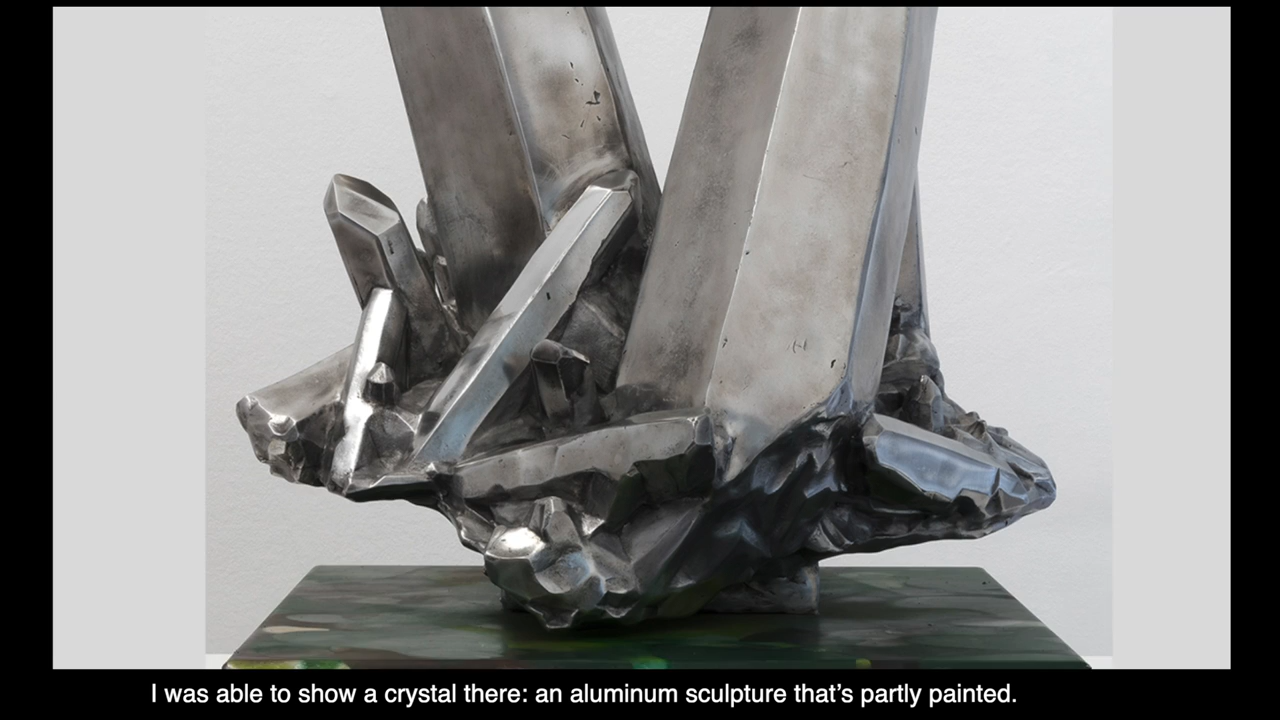 I was able to show a crystal there: an aluminum sculpture that’s partly painted.